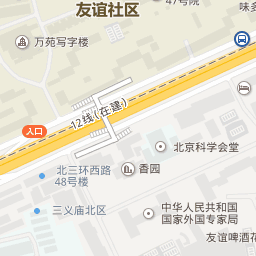 友谊社区
47号院
味多
万苑写字楼
12线(在建)
入口
北京科学会堂
北三环西路
48号楼
香园
三义庙北区
中华人民共和国
国家外国专家局
友谊啤酒花